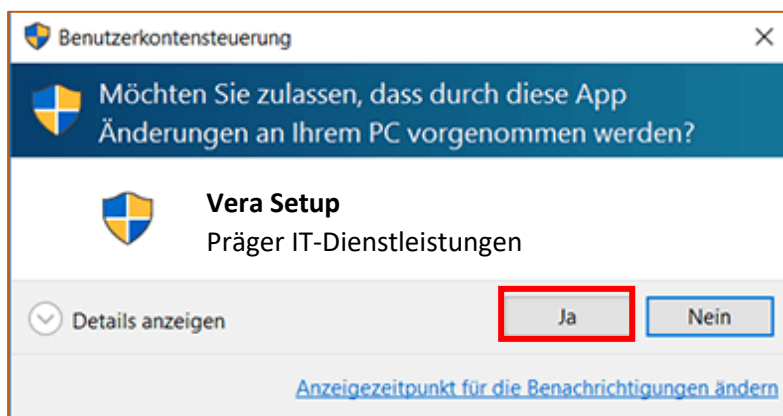 Benutzerkontensteuerung
Möchten Sie zulassen, dass durch diese App
Änderungen an Ihrem PC vorgenommen werden?
Vera Setup
Präger IT-Dienstleistungen
Details anzeigen
Ja
Nein
Anzeigezeitpunkt für die Benachrichtigungen ändern